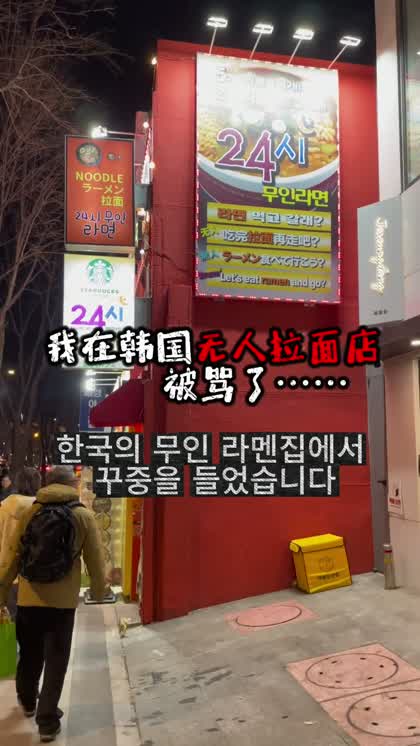 24시
무인라면
라면 먹고 갈래?
吃完拉面再走吧?
ラーメン食べて行こう?
Let's eat ramen and go?
NOODLE
ラーメン
拉面
24시 무인
라면
STARBUCKS
24시
我在韩国无人拉面店
被骂了……
한국의 무인 라멘집에서
꾸중을 들었습니다